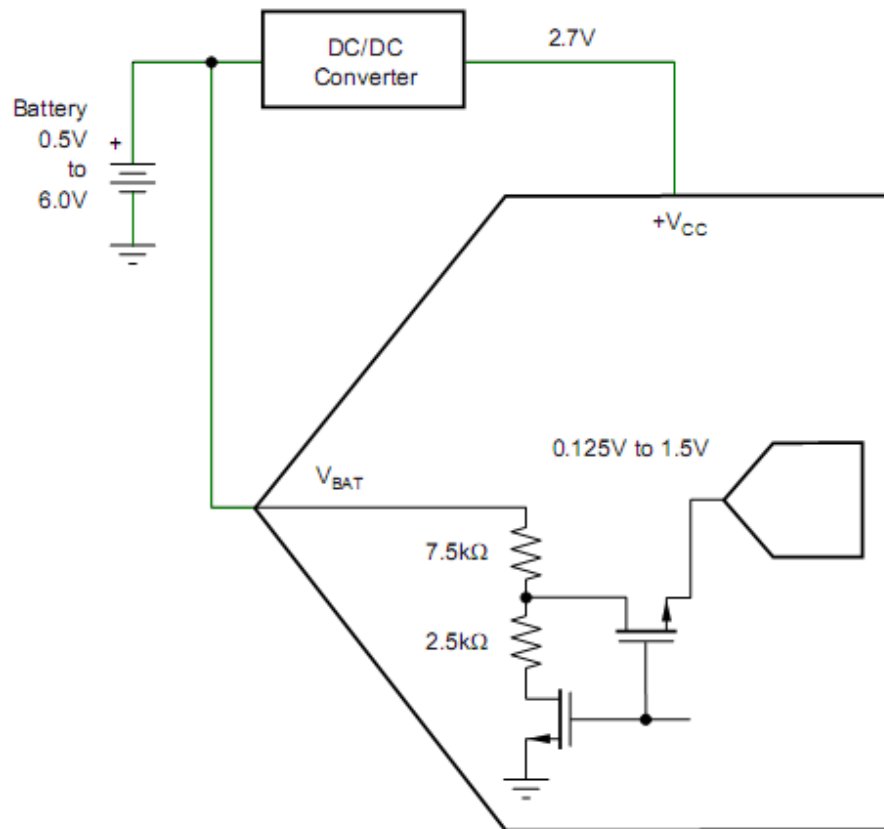 DC/DC
Converter
2.7V
Battery
0.5V
to
6.0V
+
+VCC
0.125V to 1.5V
VBAT
7.5kΩ
2.5kΩ